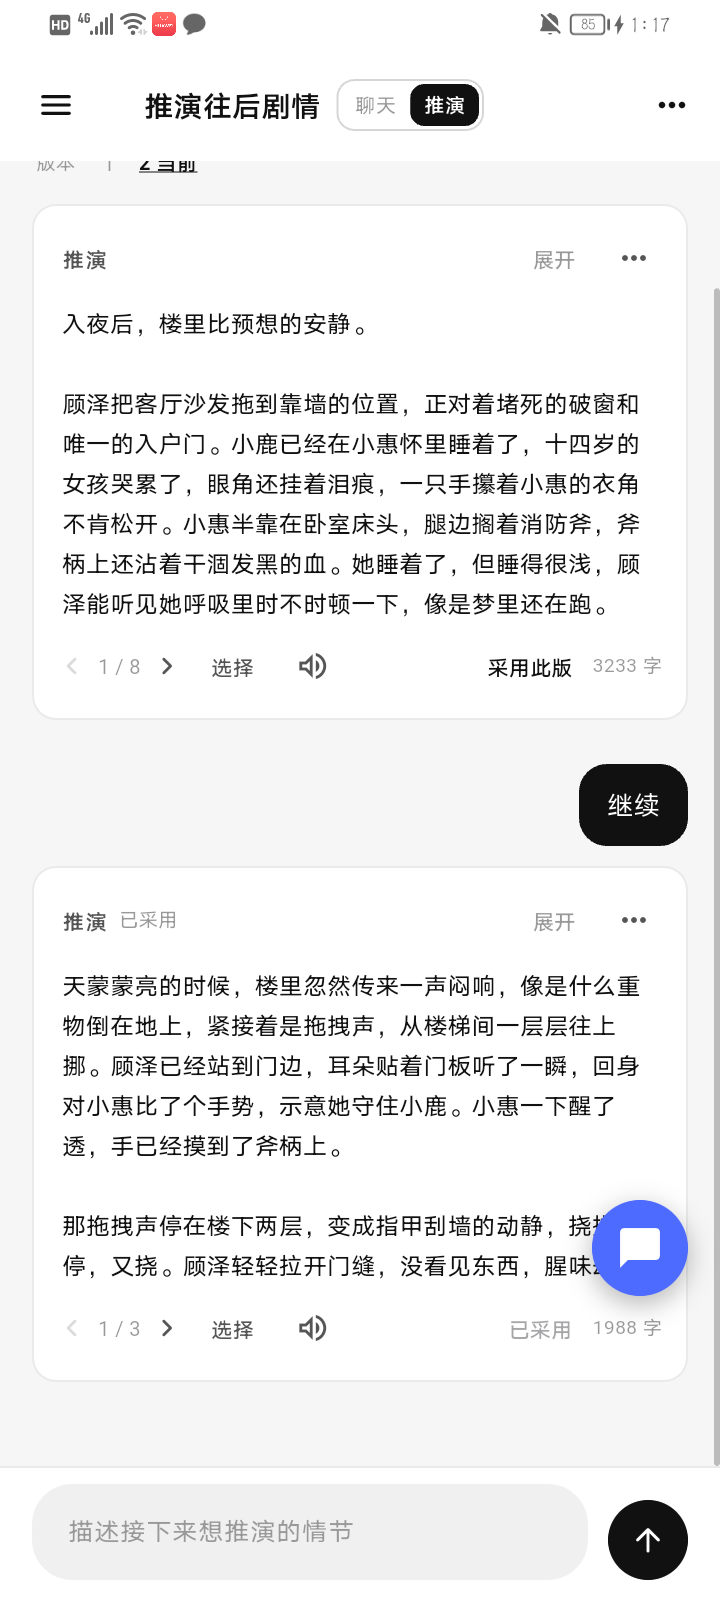 HD 4G 85 1:17
推演往后剧情 聊天 推演
版本 1 2 当前
推演 展开
入夜后，楼里比预想的安静。
顾泽把客厅沙发拖到靠墙的位置，正对着堵死的破窗和
唯一的入户门。小鹿已经在小惠怀里睡着了，十四岁的
女孩哭累了，眼角还挂着泪痕，一只手攥着小惠的衣角
不肯松开。小惠半靠在卧室床头，腿边搁着消防斧，斧
柄上还沾着干涸发黑的血。她睡着了，但睡得很浅，顾
泽能听见她呼吸里时不时顿一下，像是梦里还在跑。
1 / 8 选择 采用此版 3233 字
继续
推演 已采用 展开
天蒙蒙亮的时候，楼里忽然传来一声闷响，像是什么重
物倒在地上，紧接着是拖拽声，从楼梯间一层层往上
挪。顾泽已经站到门边，耳朵贴着门板听了一瞬，回身
对小惠比了个手势，示意她守住小鹿。小惠一下醒了
透，手已经摸到了斧柄上。
那拖拽声停在楼下两层，变成指甲刮墙的动静，挠
停，又挠。顾泽轻轻拉开门缝，没看见东西，腥味
1 / 3 选择 已采用 1988 字
描述接下来想推演的情节